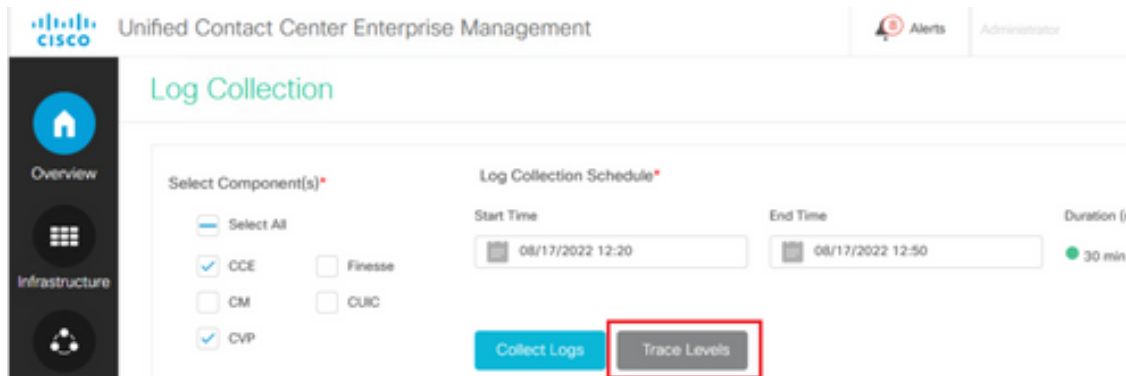 CISCO
Unified Contact Center Enterprise Management
8
Alerts
Administrator
Log Collection
Overview
Infrastructure
Select Component(s)*
Select All
CCE
Finesse
CM
CUIC
CVP
Log Collection Schedule*
Start Time
End Time
Duration (
08/17/2022 12:20
08/17/2022 12:50
30 min
Collect Logs
Trace Levels